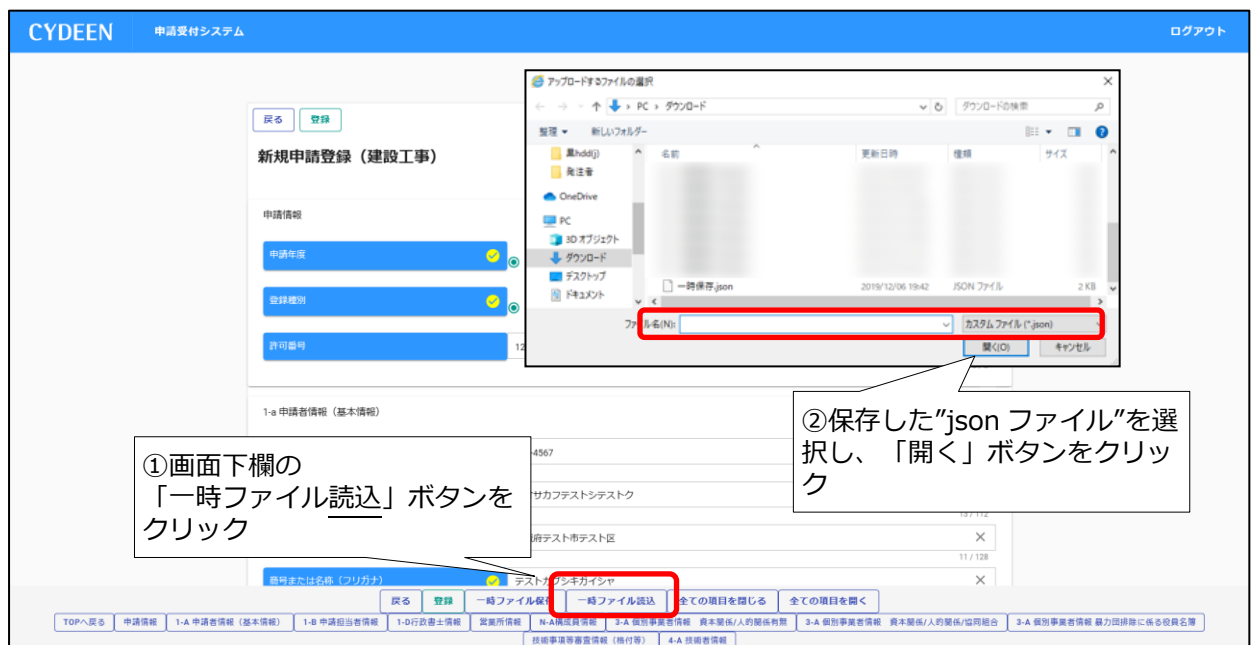 CYDEEN 申請受付システム ログアウト
戻る 登録
新規申請登録（建設工事）
申請情報
申請年度
登録種別
許可番号 12
1-a 申請者情報（基本情報）
アップロードするファイルの選択
PC › ダウンロード ダウンロードの検索
整理 新しいフォルダー
黒hdd(j)
発注者
OneDrive
PC
3D オブジェクト
ダウンロード
デスクトップ
ドキュメント
名前 更新日時 種類 サイズ
一時保存.json 2019/12/06 19:42 JSON ファイル 2 KB
ファイル名(N): カスタム ファイル (*.json)
開く(O) キャンセル
①画面下欄の
「一時ファイル読込」ボタンを
クリック
②保存した”json ファイル”を選
択し、「開く」ボタンをクリッ
ク
-4567
サカフテストシテストク
13 / 112
府テスト市テスト区
11 / 128
商号または名称（フリガナ） テストカブシキガイシャ
戻る 登録 一時ファイル保存 一時ファイル読込 全ての項目を閉じる 全ての項目を開く
TOPへ戻る 申請情報 1-A 申請者情報（基本情報） 1-B 申請担当者情報 1-D行政書士情報 営業所情報 N-A構成員情報 3-A 個別事業者情報 資本関係/人的関係有無 3-A 個別事業者情報 資本関係/人的関係/協同組合 3-A 個別事業者情報 暴力団排除に係る役員名簿
技術事項等審査情報（格付等） 4-A 技術者情報